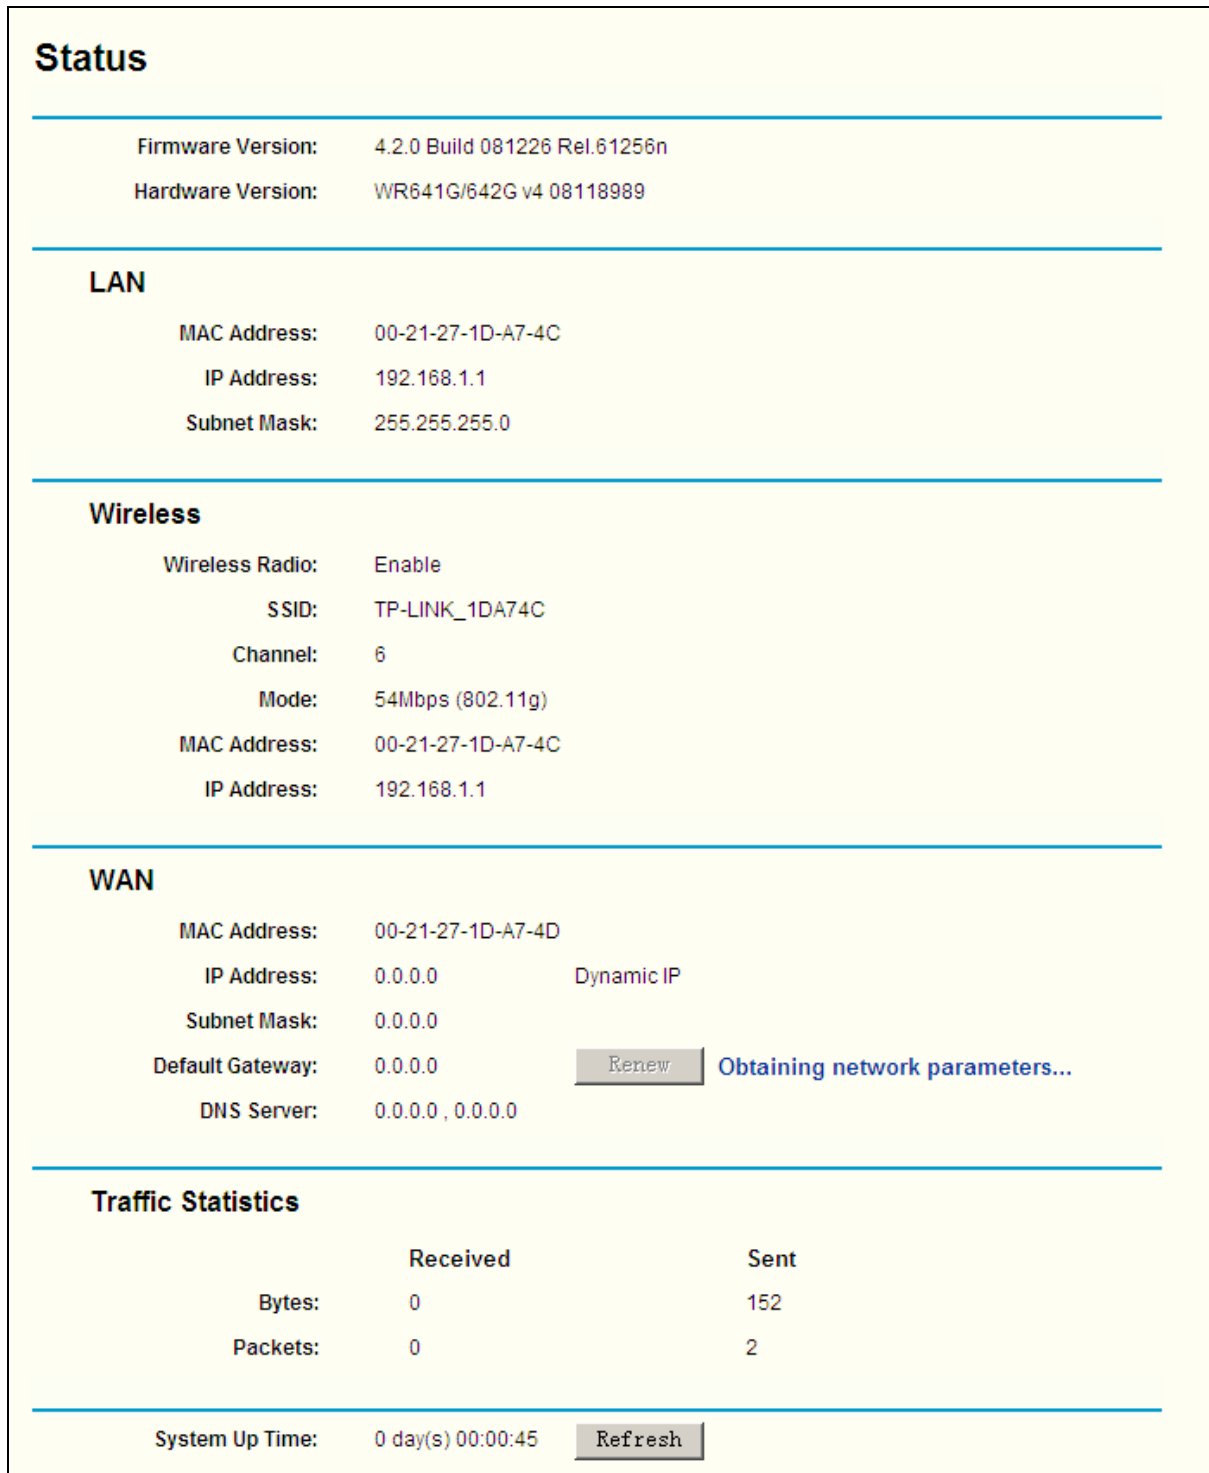 Status
Firmware Version: 4.2.0 Build 081226 Rel.61256n
Hardware Version: WR641G/642G v4 08118989
LAN
MAC Address: 00-21-27-1D-A7-4C
IP Address: 192.168.1.1
Subnet Mask: 255.255.255.0
Wireless
Wireless Radio: Enable
SSID: TP-LINK_1DA74C
Channel: 6
Mode: 54Mbps (802.11g)
MAC Address: 00-21-27-1D-A7-4C
IP Address: 192.168.1.1
WAN
MAC Address: 00-21-27-1D-A7-4D
IP Address: 0.0.0.0 Dynamic IP
Subnet Mask: 0.0.0.0
Default Gateway: 0.0.0.0 Renew Obtaining network parameters...
DNS Server: 0.0.0.0 , 0.0.0.0
Traffic Statistics
Received Sent
Bytes: 0 152
Packets: 0 2
System Up Time: 0 day(s) 00:00:45 Refresh